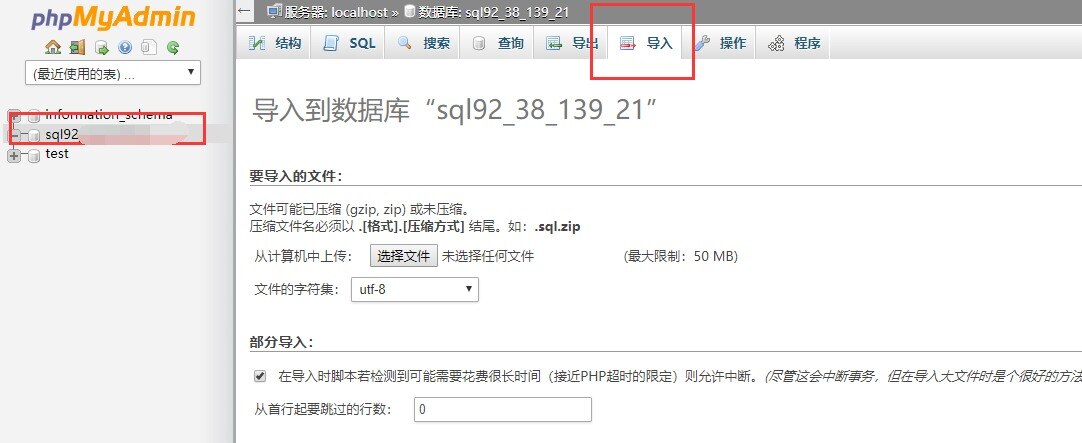 phpMyAdmin
(最近使用的表) ...
information_schema
sql92
test
服务器: localhost » 数据库: sql92_38_139_21
结构 SQL 搜索 查询 导出 导入 操作 程序
导入到数据库“sql92_38_139_21”
要导入的文件：
文件可能已压缩 (gzip, zip) 或未压缩。
压缩文件名必须以 .[格式].[压缩方式] 结尾。如：.sql.zip
从计算机中上传： 选择文件 未选择任何文件 (最大限制：50 MB)
文件的字符集： utf-8
部分导入：
在导入时脚本若检测到可能需要花费很长时间（接近PHP超时的限定）则允许中断。(尽管这会中断事务，但在导入大文件时是个很好的方法
从首行起要跳过的行数： 0